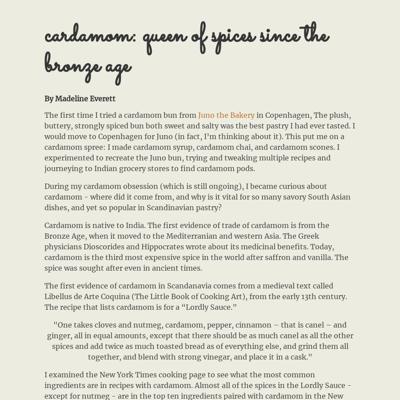 cardamom: queen of spices since the
bronze age
By Madeline Everett
The first time I tried a cardamom bun from Juno the Bakery in Copenhagen, The plush,
buttery, strongly spiced bun both sweet and salty was the best pastry I had ever tasted. I
would move to Copenhagen for Juno (in fact, I'm thinking about it). This put me on a
cardamom spree: I made cardamom syrup, cardamom chai, and cardamom scones. I
experimented to recreate the Juno bun, trying and tweaking multiple recipes and
journeying to Indian grocery stores to find cardamom pods.
During my cardamom obsession (which is still ongoing), I became curious about
cardamom - where did it come from, and why is it vital for so many savory South Asian
dishes, and yet so popular in Scandinavian pastry?
Cardamom is native to India. The first evidence of trade of cardamom is from the
Bronze Age, when it moved to the Mediterranean and western Asia. The Greek
physicians Dioscorides and Hippocrates wrote about its medicinal benefits. Today,
cardamom is the third most expensive spice in the world after saffron and vanilla. The
spice was sought after even in ancient times.
The first evidence of cardamom in Scandanavia comes from a medieval text called
Libellus de Arte Coquina (The Little Book of Cooking Art), from the early 13th century.
The recipe that lists cardamom is for a “Lordly Sauce.”
“One takes cloves and nutmeg, cardamom, pepper, cinnamon – that is canel – and
ginger, all in equal amounts, except that there should be as much canel as all the other
spices and add twice as much toasted bread as of everything else, and grind them all
together, and blend with strong vinegar, and place it in a cask.”
I examined the New York Times cooking page to see what the most common
ingredients are in recipes with cardamom. Almost all of the spices in the Lordly Sauce -
except for nutmeg - are in the top ten ingredients paired with cardamom in the New